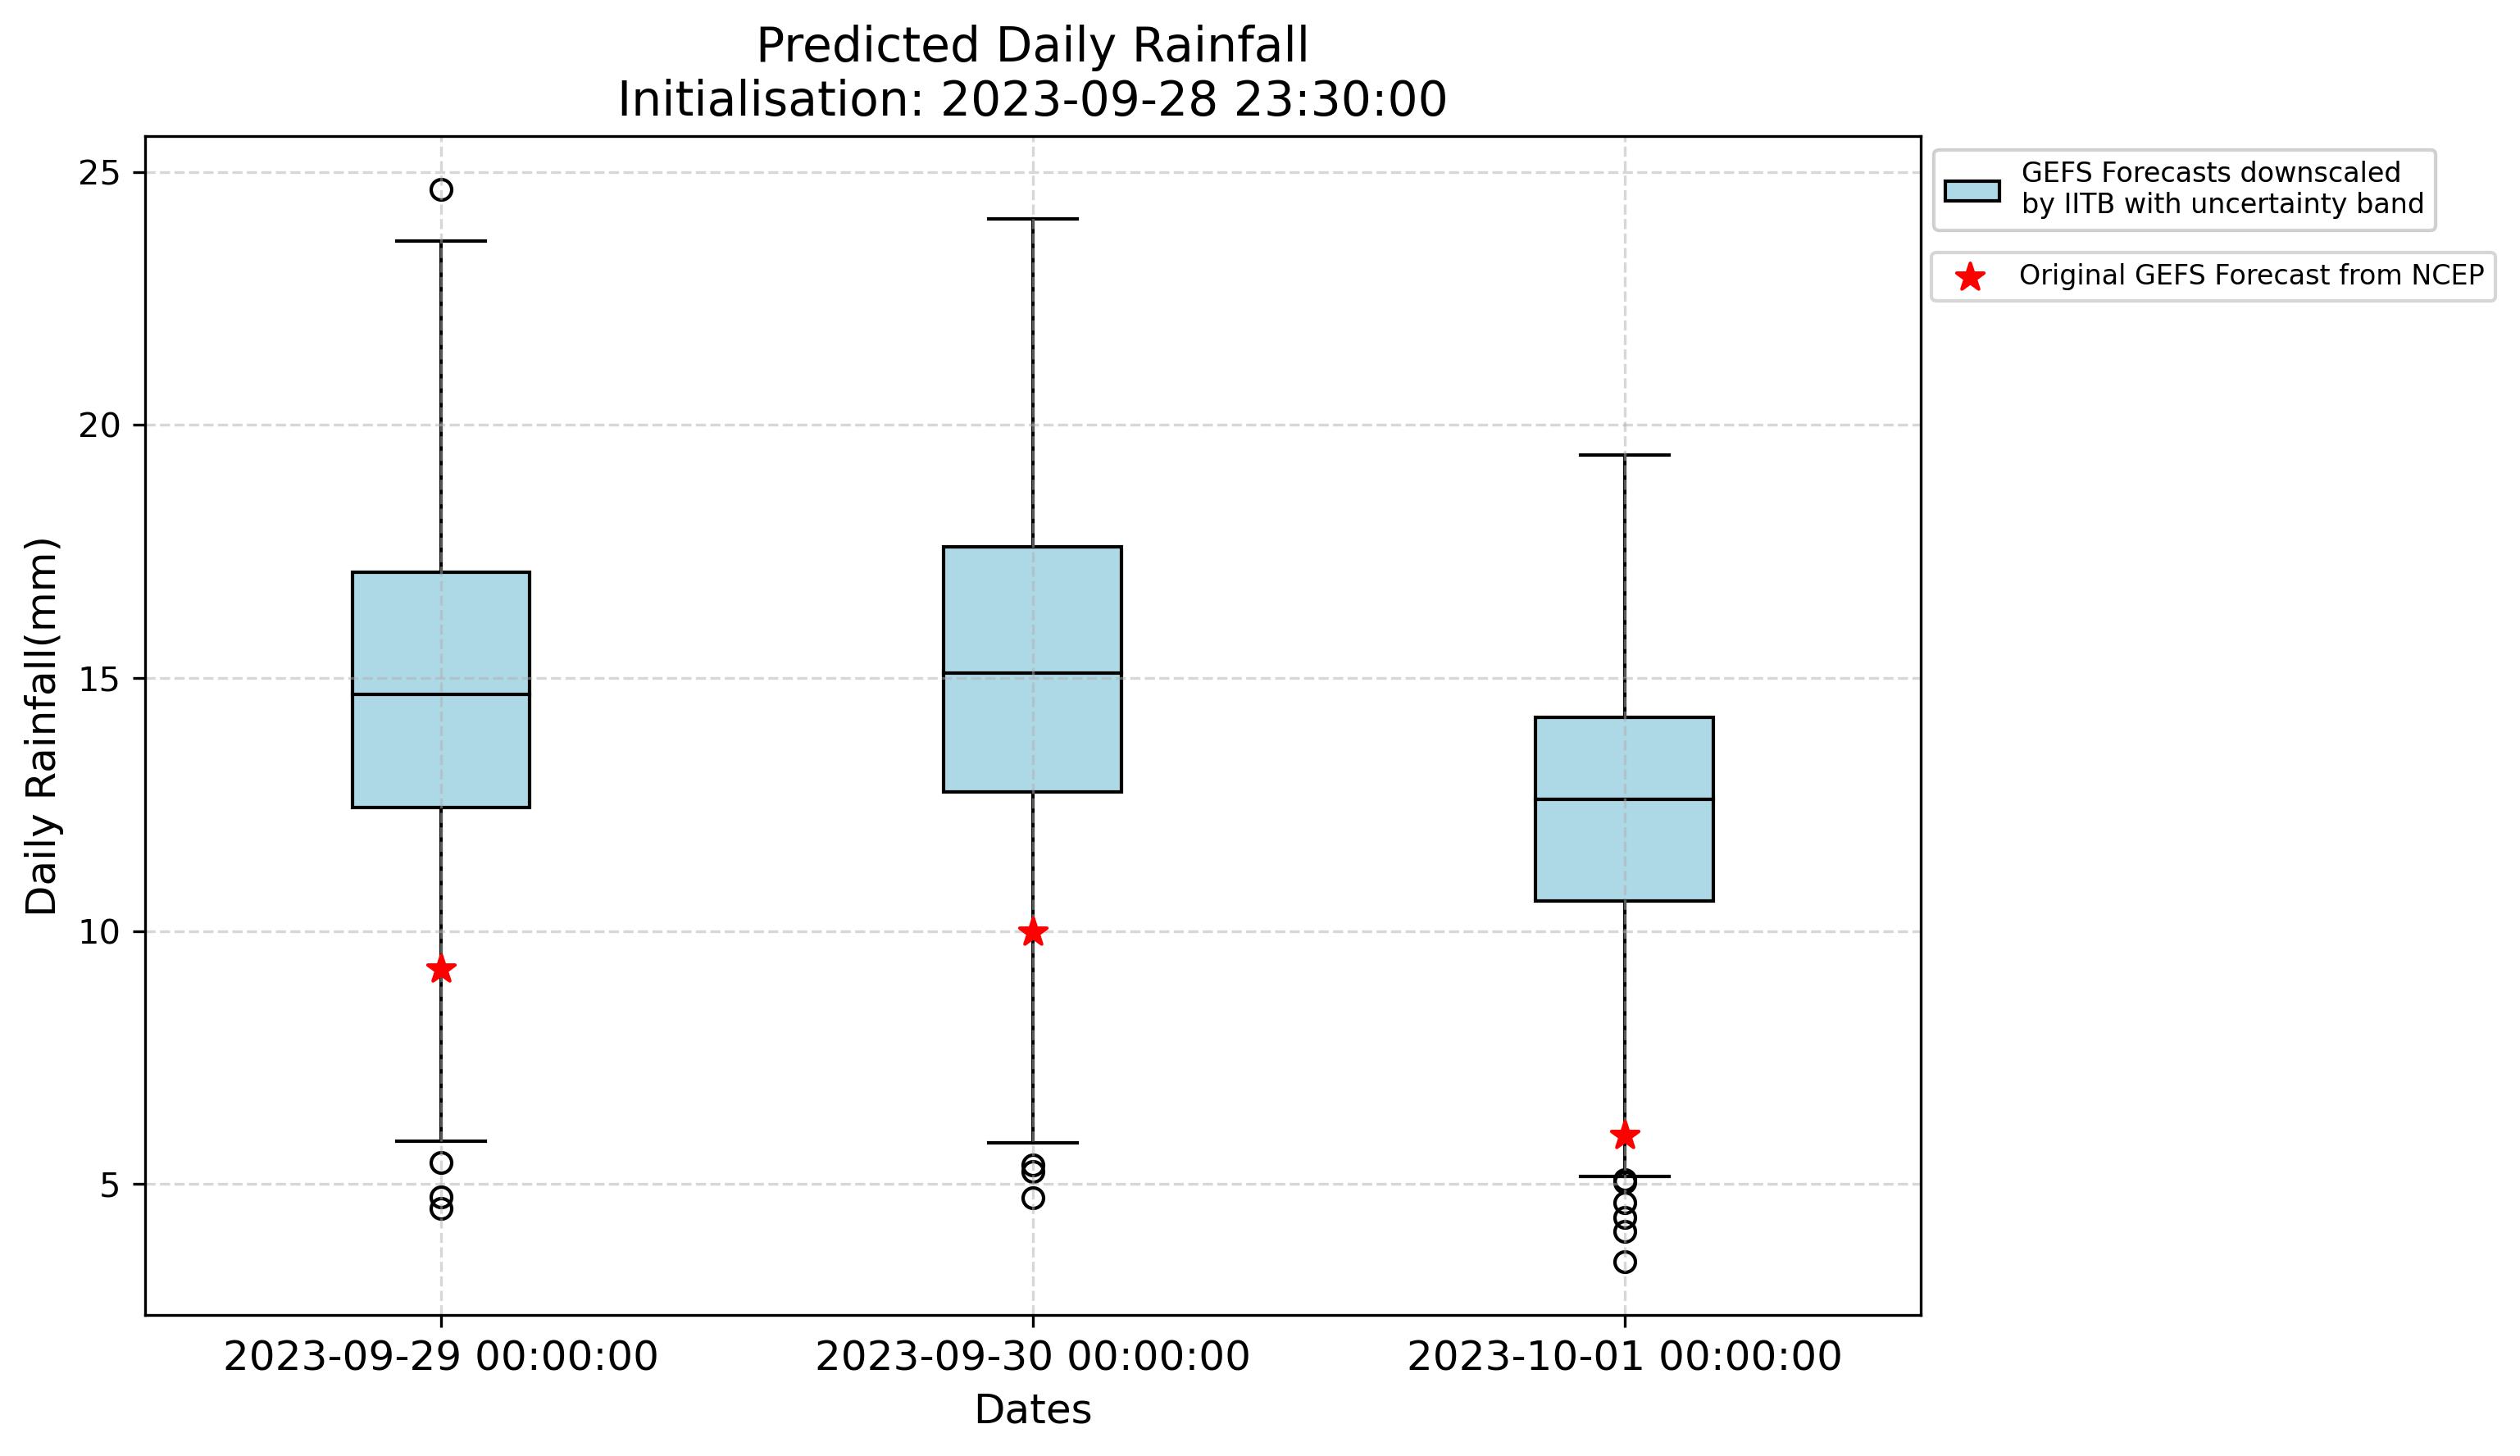 Predicted Daily Rainfall
Initialisation: 2023-09-28 23:30:00
GEFS Forecasts downscaled
by IITB with uncertainty band
Original GEFS Forecast from NCEP
Daily Rainfall(mm)
25
20
15
10
5
2023-09-29 00:00:00
2023-09-30 00:00:00
2023-10-01 00:00:00
Dates